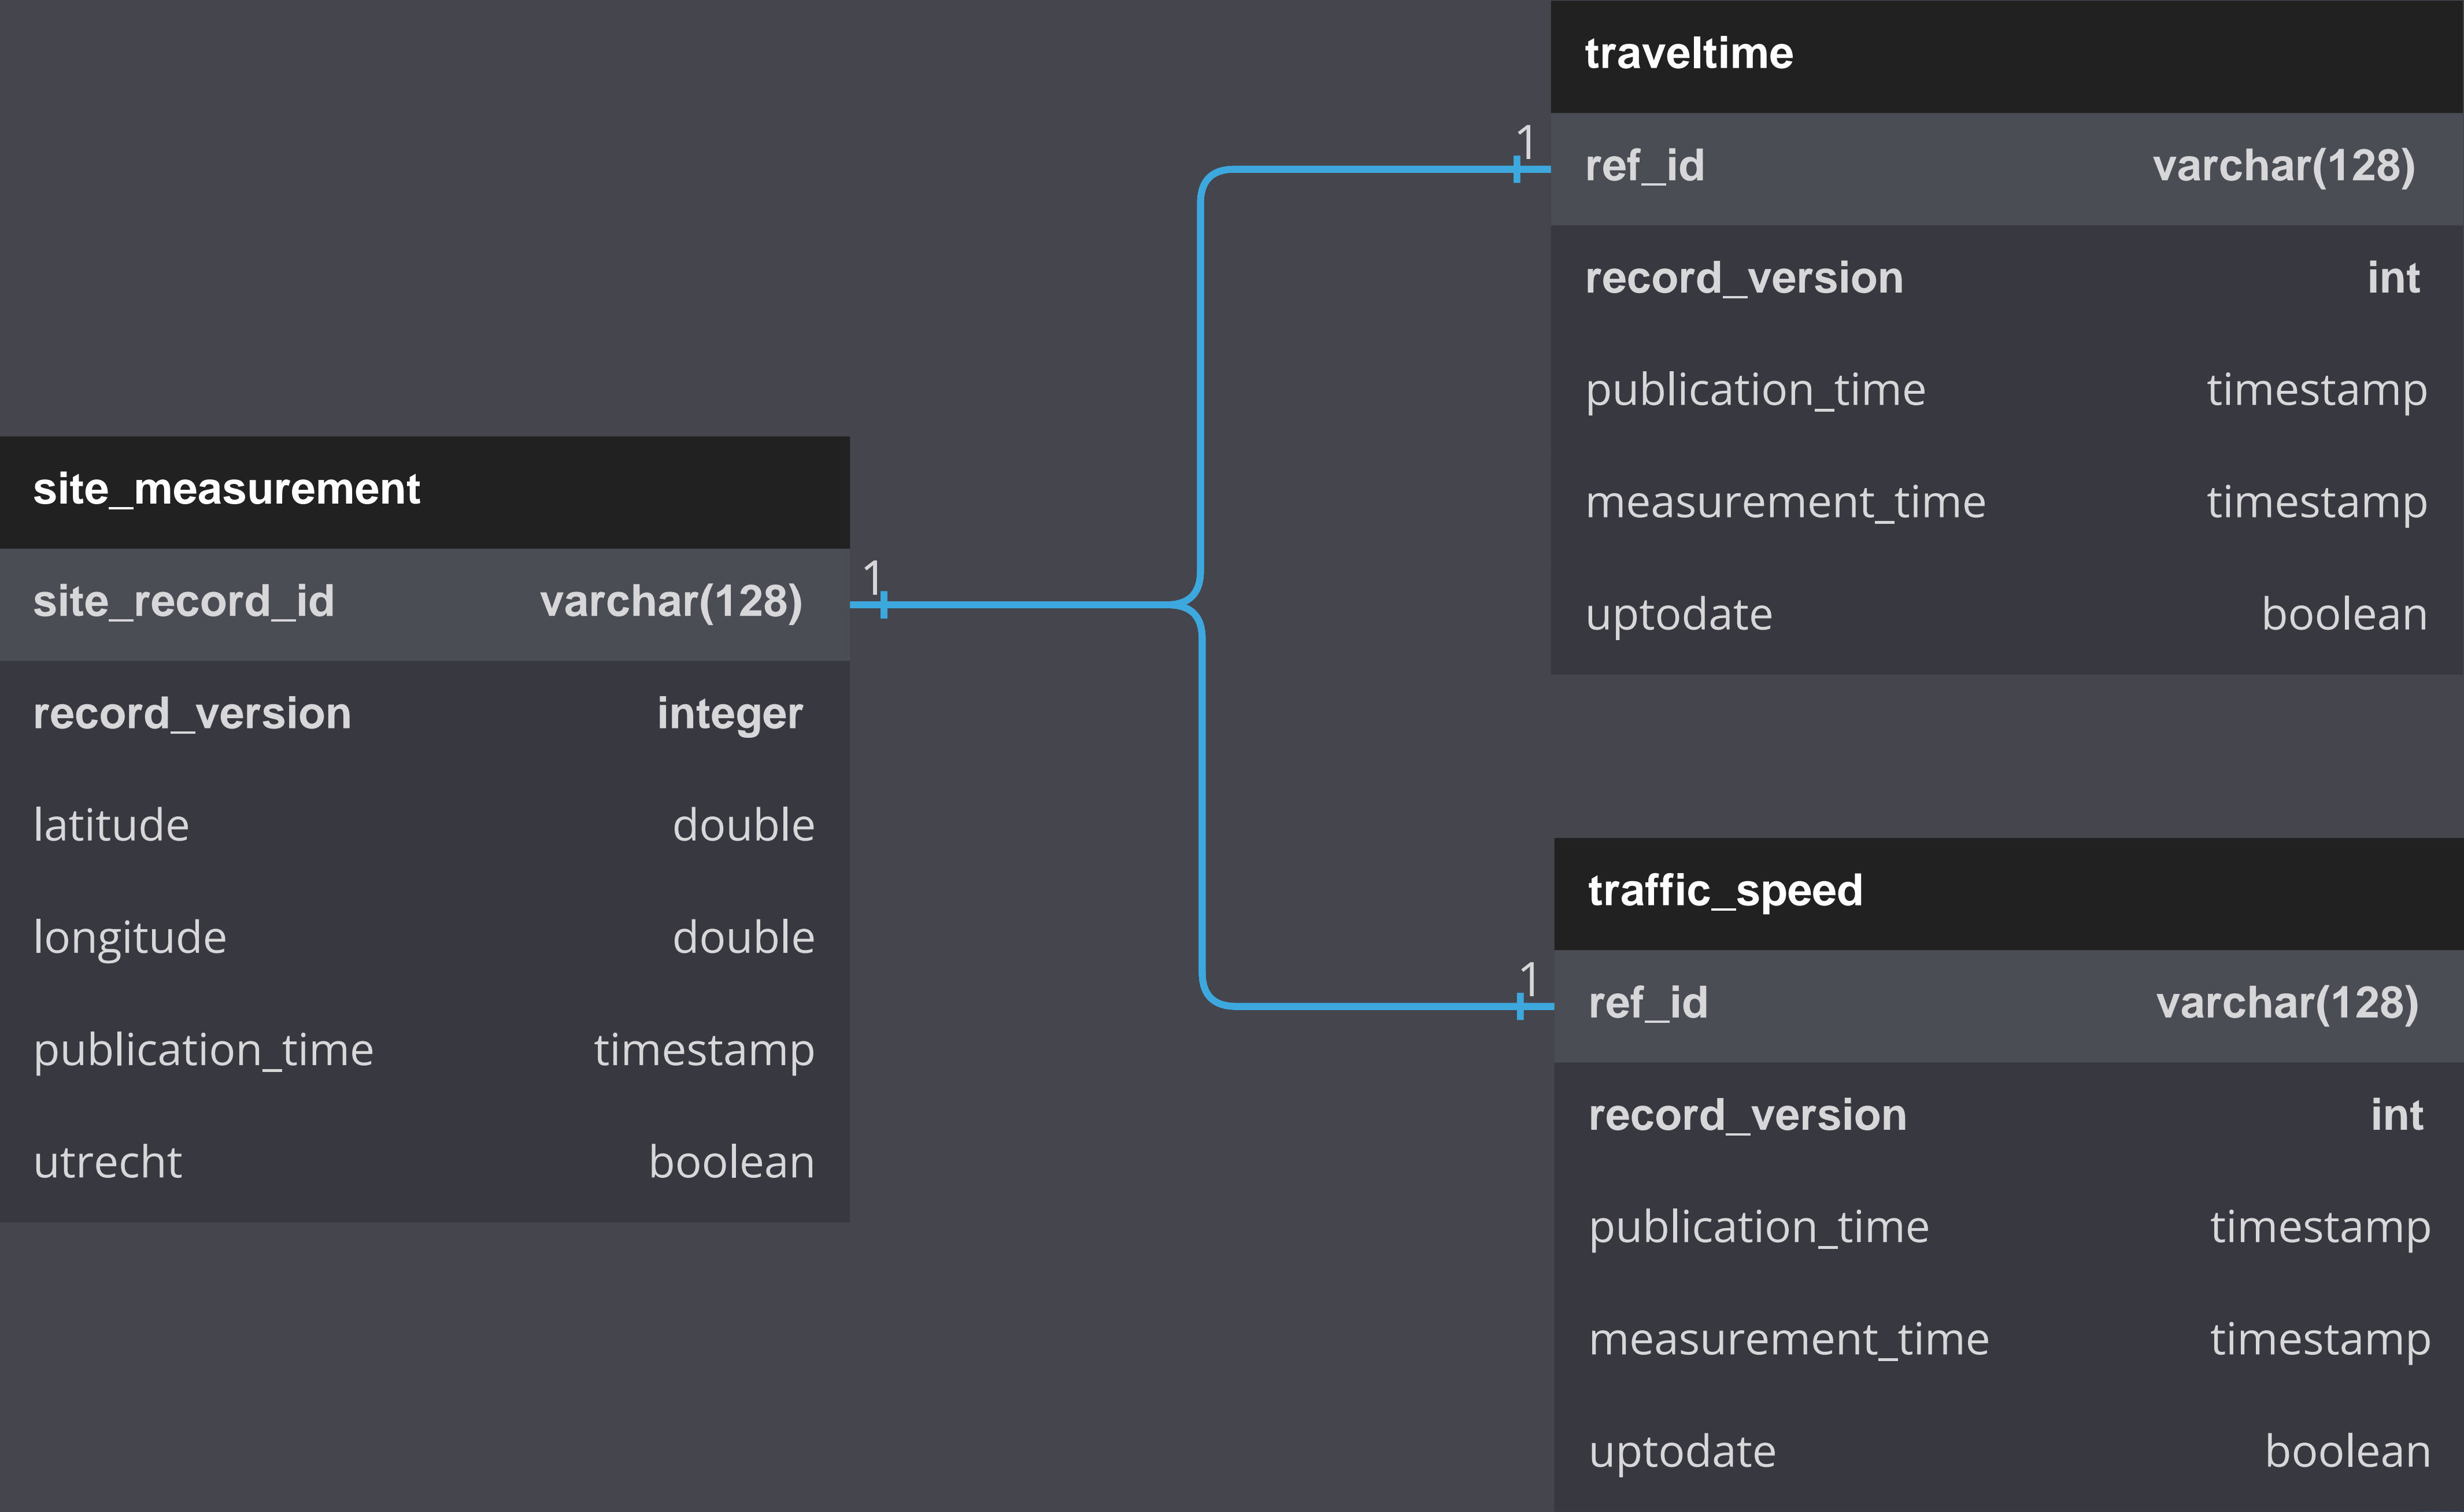 site_measurement
site_record_id varchar(128)
record_version integer
latitude double
longitude double
publication_time timestamp
utrecht boolean
1
1
traveltime
ref_id varchar(128)
record_version int
publication_time timestamp
measurement_time timestamp
uptodate boolean
1
traffic_speed
ref_id varchar(128)
record_version int
publication_time timestamp
measurement_time timestamp
uptodate boolean